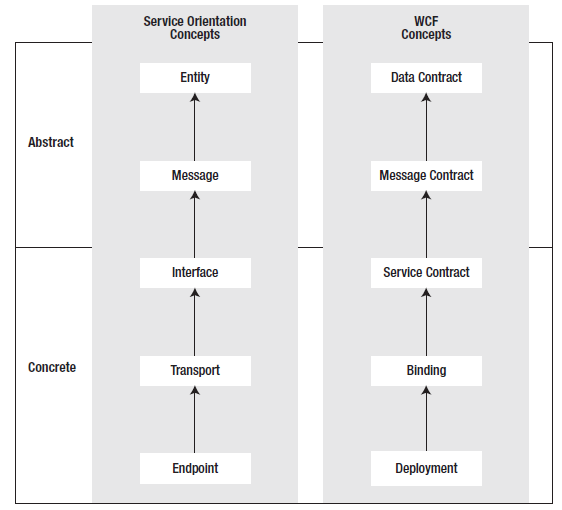 Service Orientation
Concepts
WCF
Concepts
Abstract
Entity
Data Contract
Message
Message Contract
Concrete
Interface
Service Contract
Transport
Binding
Endpoint
Deployment